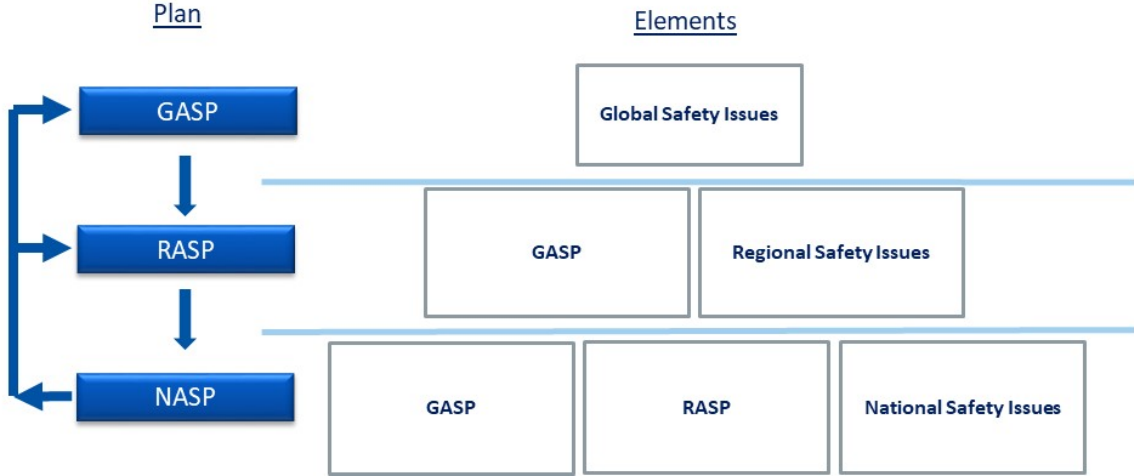 Plan
Elements
GASP
Global Safety Issues
RASP
GASP
Regional Safety Issues
NASP
GASP
RASP
National Safety Issues